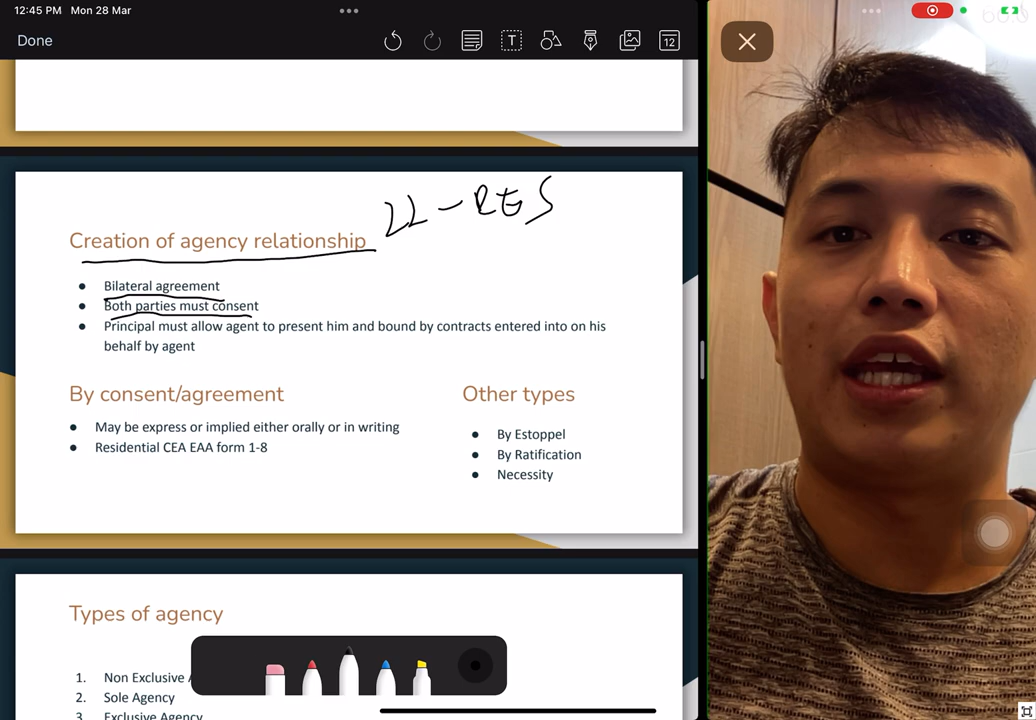 12:45 PM Mon 28 Mar
Done
T
12
LL - RES
Creation of agency relationship
Bilateral agreement
Both parties must consent
Principal must allow agent to present him and bound by contracts entered into on his
behalf by agent
By consent/agreement
May be express or implied either orally or in writing
Residential CEA EAA form 1-8
Other types
By Estoppel
By Ratification
Necessity
Types of agency
1. Non Exclusive
2. Sole Agency
3. Exclusive Agency